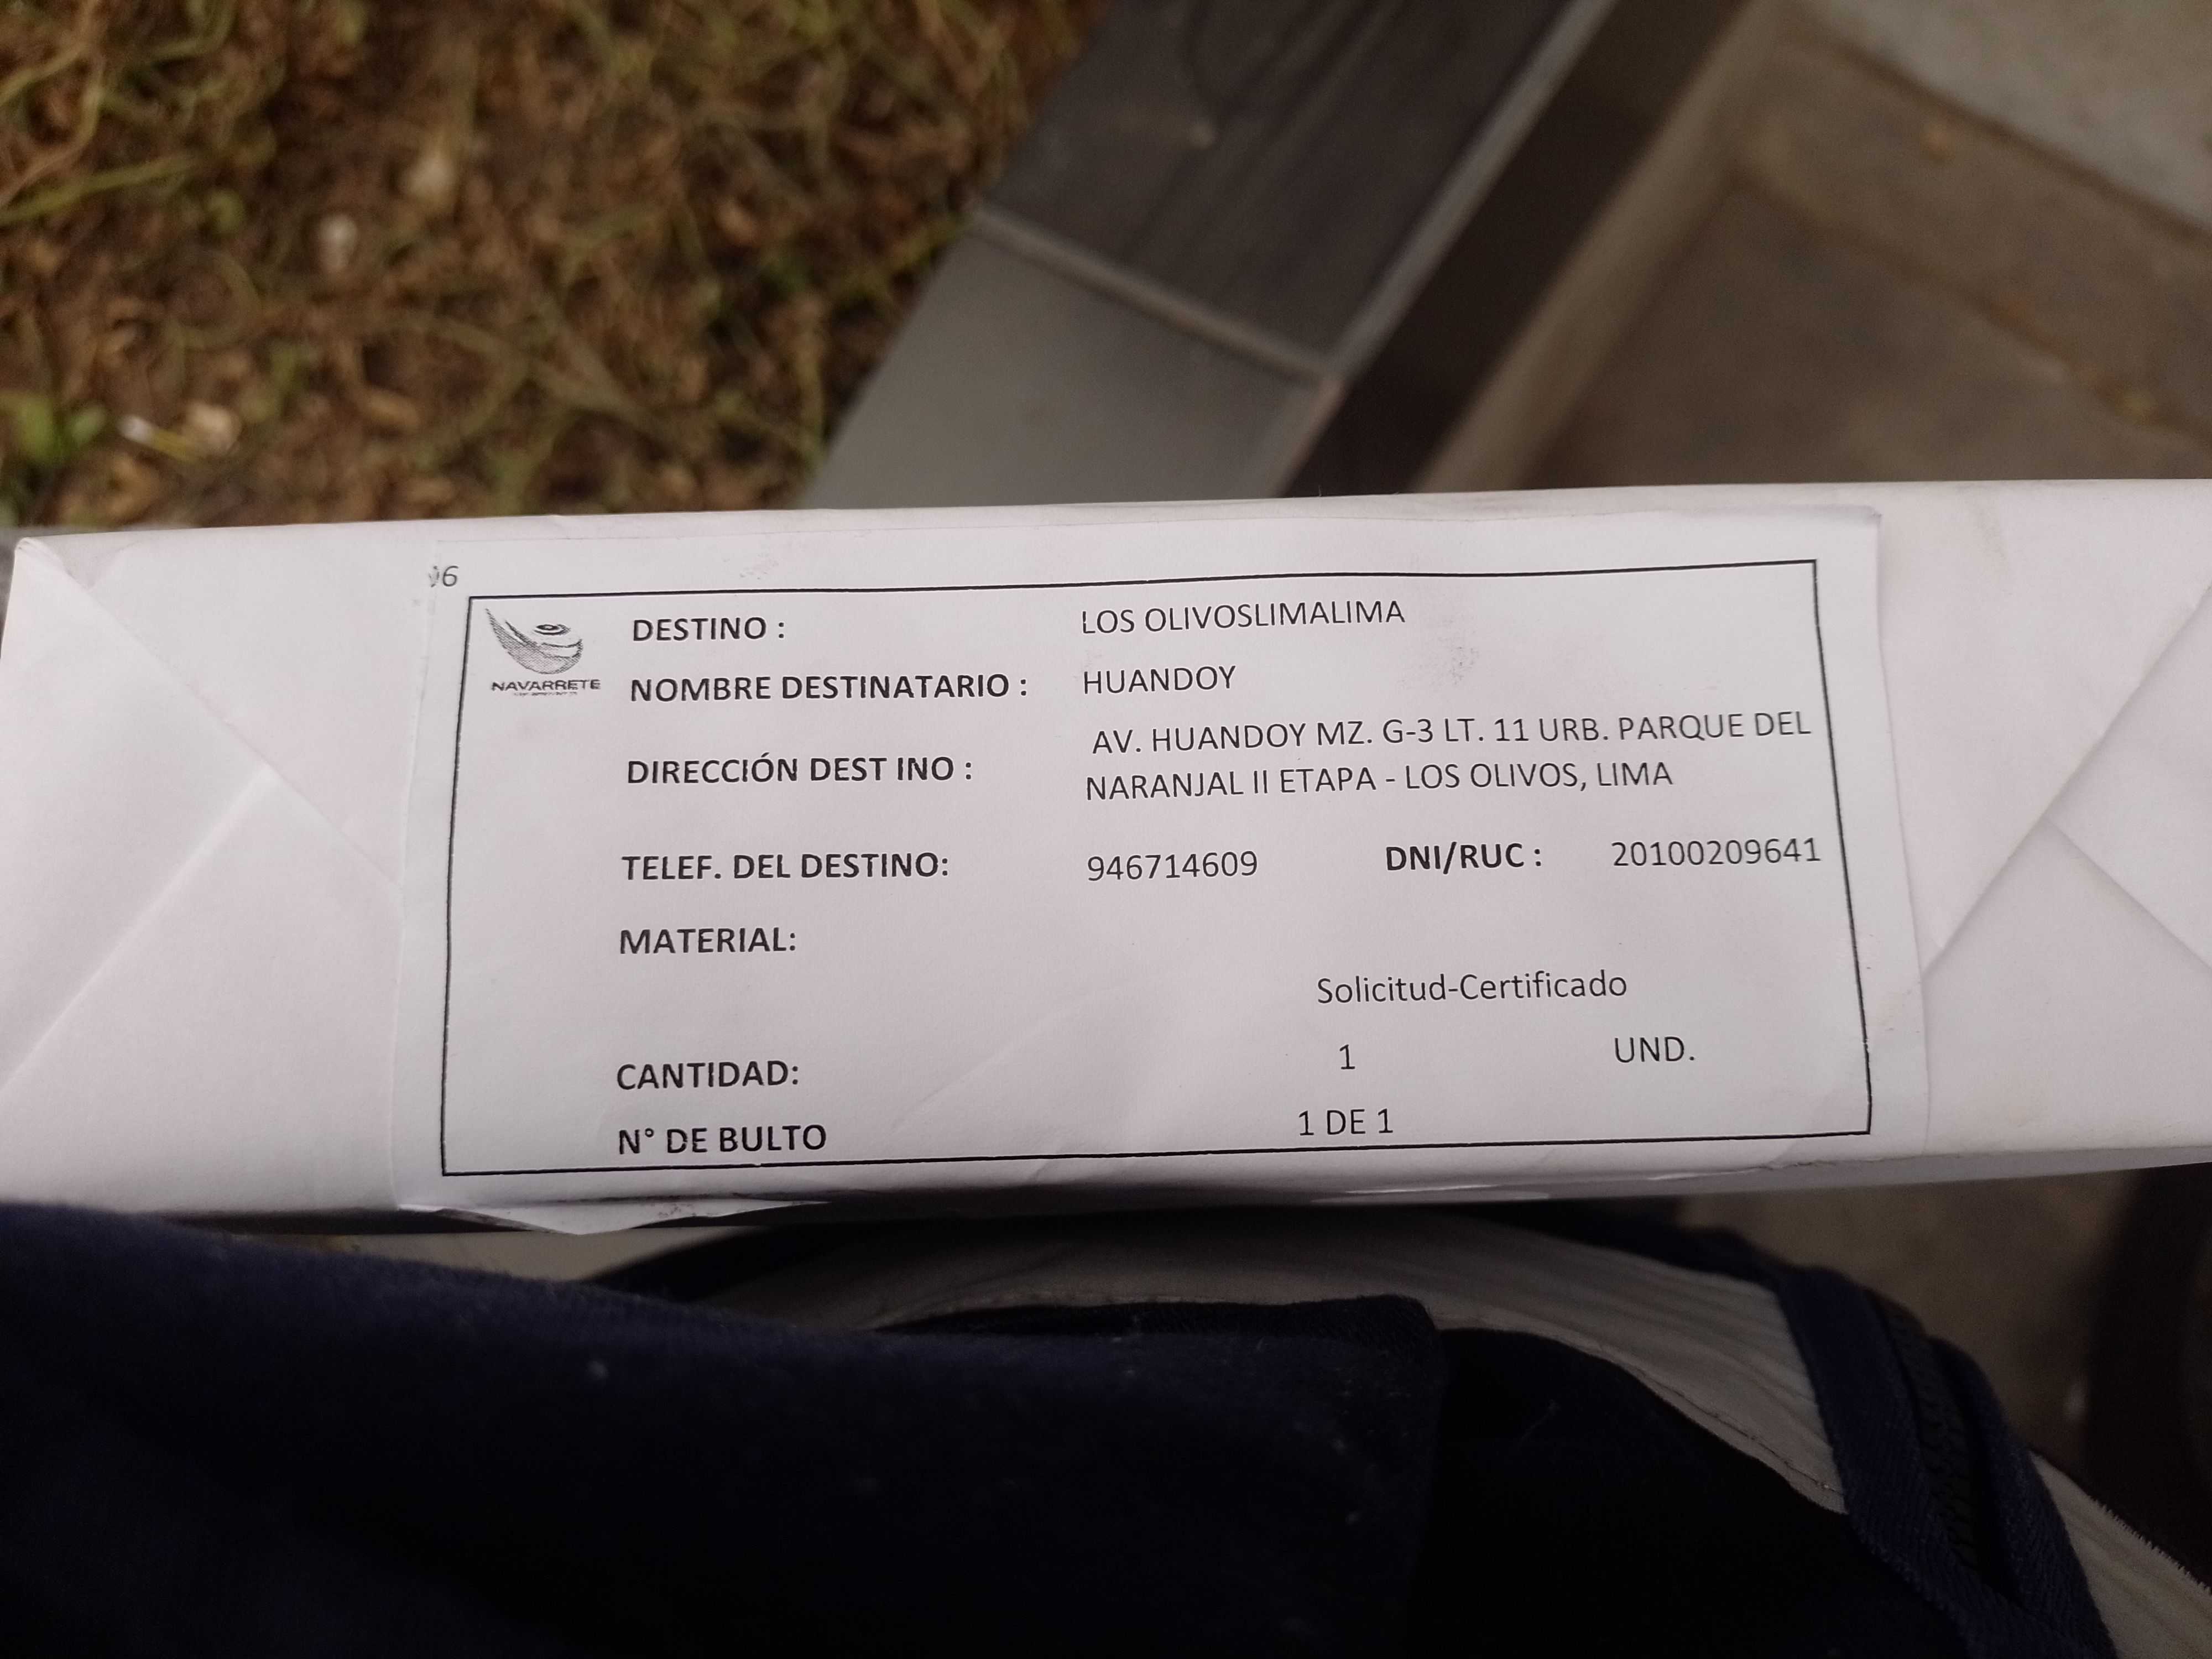 6
NAVARRETE
DESTINO : LOS OLIVOSLIMALIMA
NOMBRE DESTINATARIO : HUANDOY
DIRECCIÓN DEST INO : AV. HUANDOY MZ. G-3 LT. 11 URB. PARQUE DEL
NARANJAL II ETAPA - LOS OLIVOS, LIMA
TELEF. DEL DESTINO: 946714609 DNI/RUC : 20100209641
MATERIAL:
Solicitud-Certificado
CANTIDAD: 1 UND.
N° DE BULTO 1 DE 1